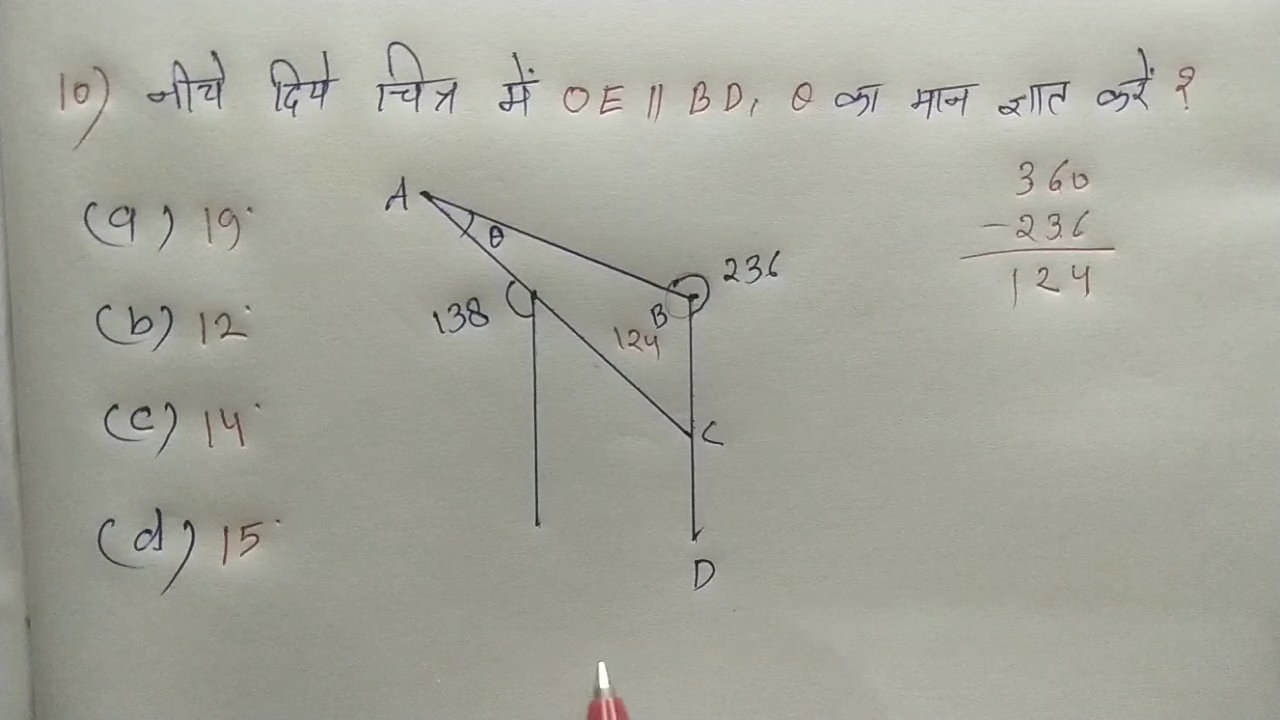 10) नीचे दिये चित्र में OE || BD, θ का मान ज्ञात करें ?
360
-236
124
(a) 19°
(b) 12°
(c) 14°
(d) 15°
A
θ
236
B
138
124
C
D